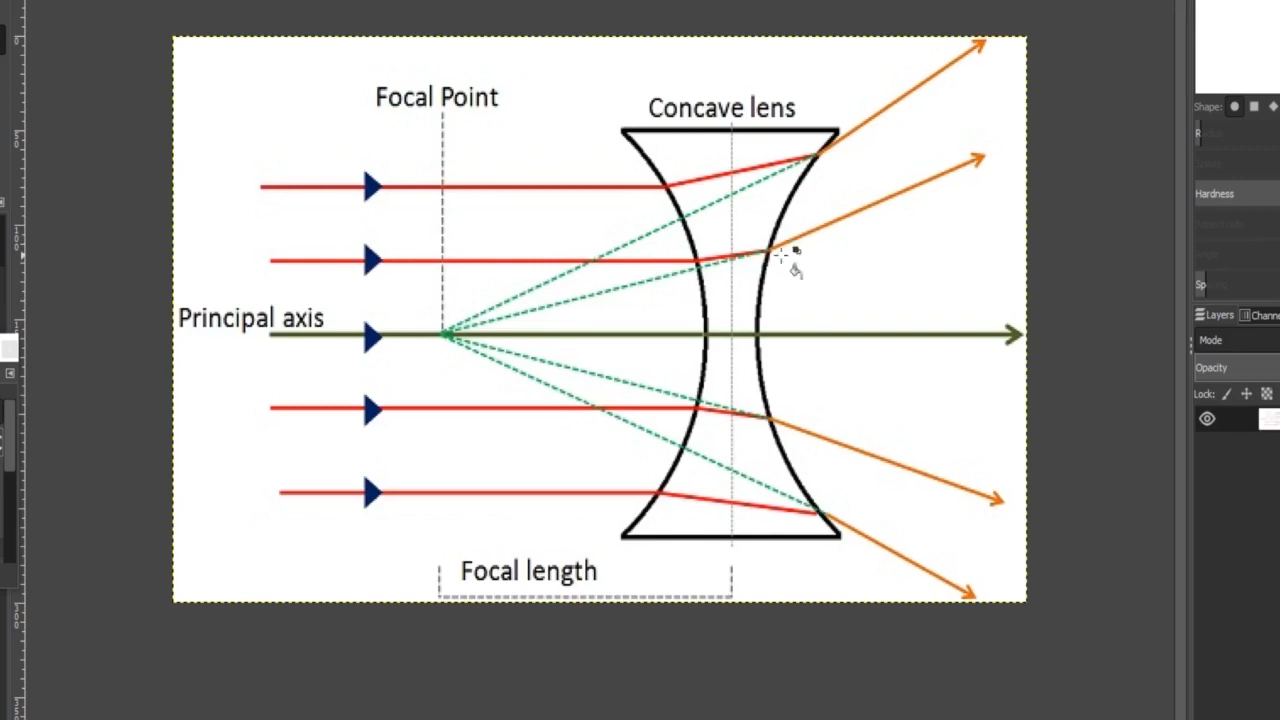 Focal Point
Concave lens
Principal axis
Focal length
Shape:
Hardness
Layers
Mode
Opacity
Lock: